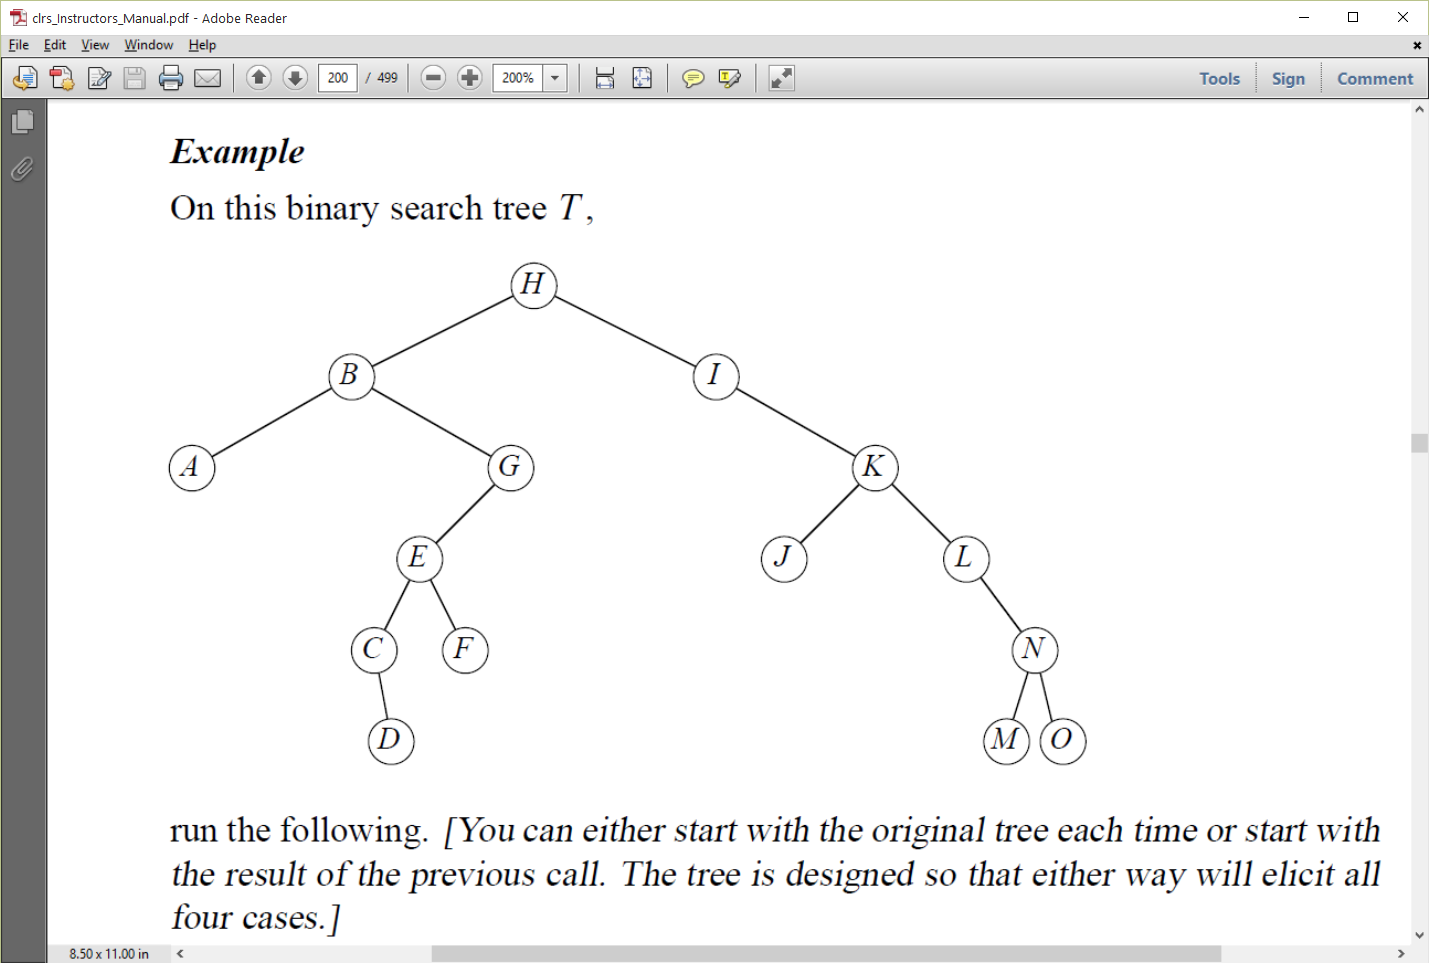 clrs_Instructors_Manual.pdf - Adobe Reader
File Edit View Window Help
200 / 499 200% Tools Sign Comment
Example
On this binary search tree T,
H
B I
A G K
E J L
C F N
D M O
run the following. [You can either start with the original tree each time or start with
the result of the previous call. The tree is designed so that either way will elicit all
four cases.]
8.50 x 11.00 in